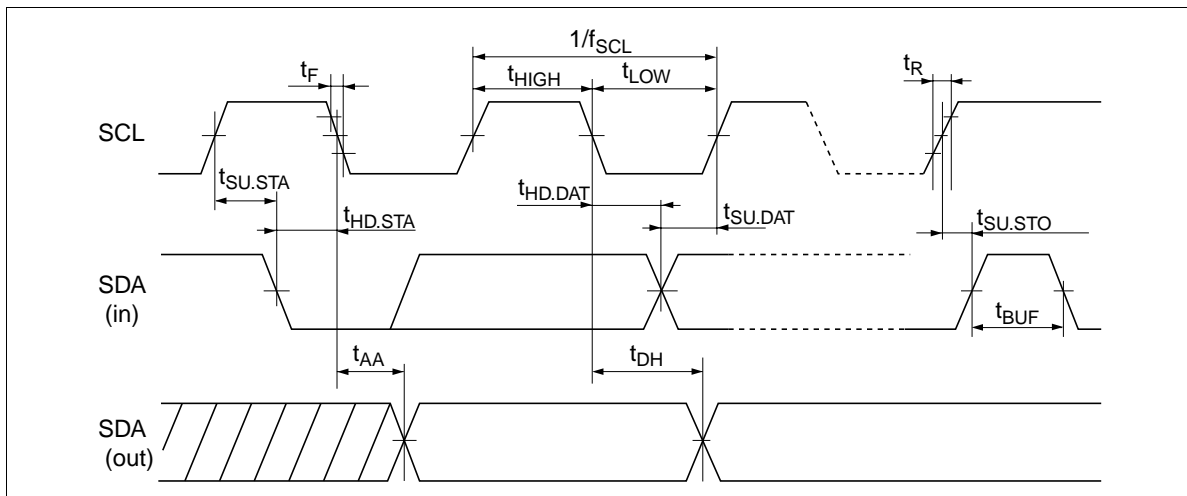 1/fSCL
tF
tHIGH
tLOW
tR
SCL
tSU.STA
tHD.DAT
tHD.STA
tSU.DAT
tSU.STO
SDA
(in)
tBUF
tAA
tDH
SDA
(out)